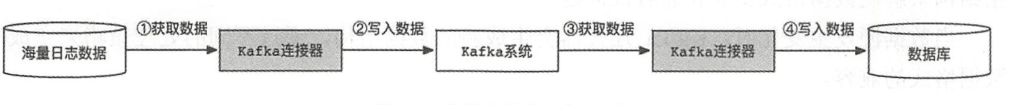 ①获取数据
②写入数据
③获取数据
④写入数据
海量日志数据
Kafka连接器
Kafka系统
Kafka连接器
数据库